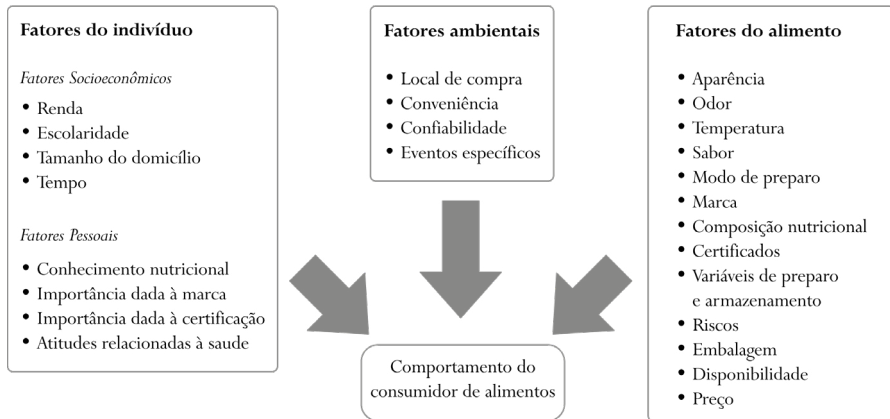 Fatores do indivíduo
Fatores Socioeconômicos
• Renda
• Escolaridade
• Tamanho do domicílio
• Tempo
Fatores Pessoais
• Conhecimento nutricional
• Importância dada à marca
• Importância dada à certificação
• Atitudes relacionadas à saude
Fatores ambientais
• Local de compra
• Conveniência
• Confiabilidade
• Eventos específicos
Fatores do alimento
• Aparência
• Odor
• Temperatura
• Sabor
• Modo de preparo
• Marca
• Composição nutricional
• Certificados
• Variáveis de preparo
e armazenamento
• Riscos
• Embalagem
• Disponibilidade
• Preço
Comportamento do
consumidor de alimentos